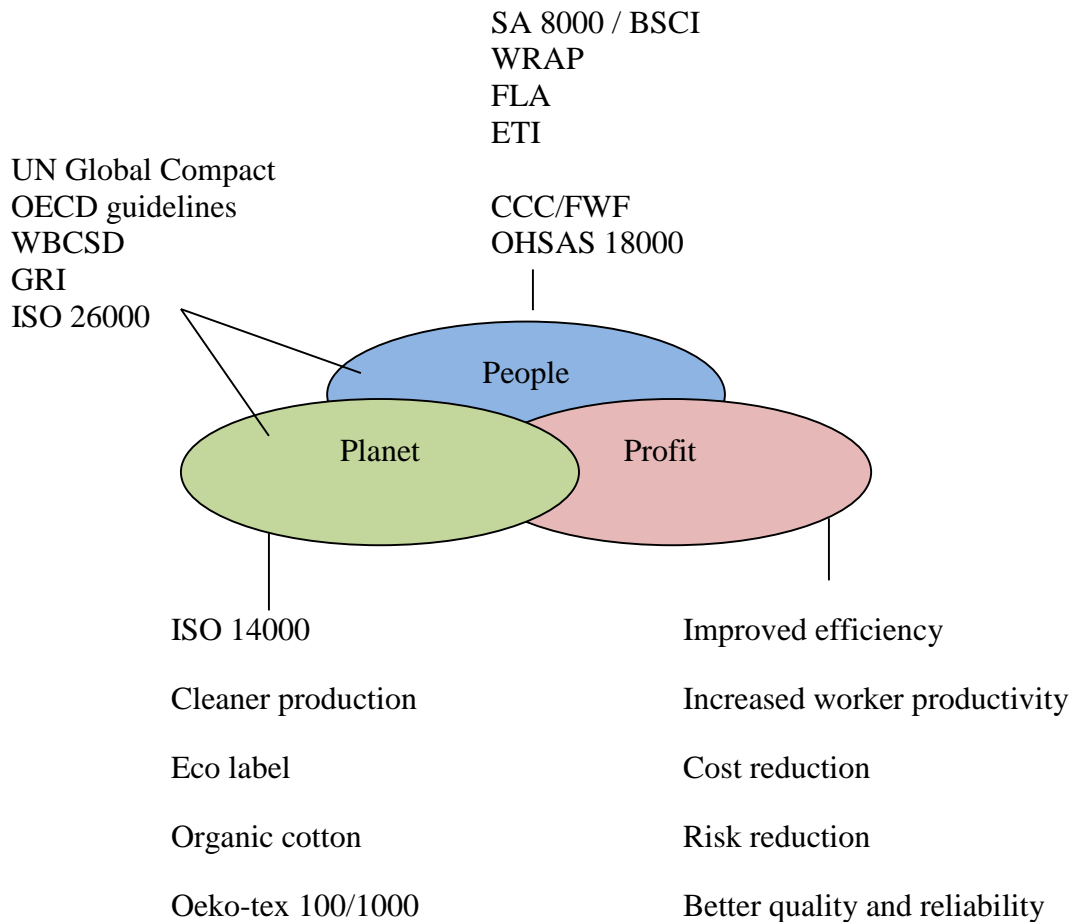 SA 8000 / BSCI
WRAP
FLA
ETI
UN Global Compact
OECD guidelines
WBCSD
GRI
ISO 26000
CCC/FWF
OHSAS 18000
People
Planet
Profit
ISO 14000
Cleaner production
Eco label
Organic cotton
Oeko-tex 100/1000
Improved efficiency
Increased worker productivity
Cost reduction
Risk reduction
Better quality and reliability